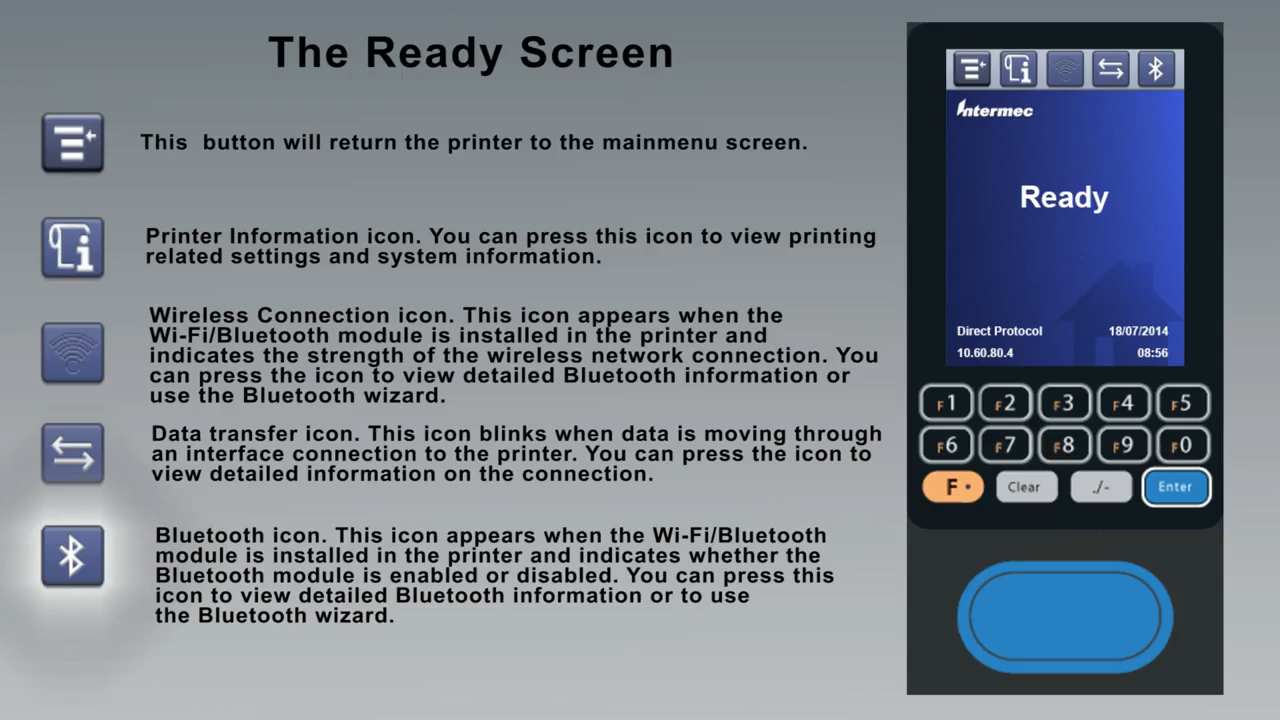 The Ready Screen
This  button will return the printer to the mainmenu screen.
Printer Information icon. You can press this icon to view printing
related settings and system information.
Wireless Connection icon. This icon appears when the
Wi-Fi/Bluetooth module is installed in the printer and
indicates the strength of the wireless network connection. You
can press the icon to view detailed Bluetooth information or
use the Bluetooth wizard.
Data transfer icon. This icon blinks when data is moving through
an interface connection to the printer. You can press the icon to
view detailed information on the connection.
Bluetooth icon. This icon appears when the Wi-Fi/Bluetooth
module is installed in the printer and indicates whether the
Bluetooth module is enabled or disabled. You can press this
icon to view detailed Bluetooth information or to use
the Bluetooth wizard.
Intermec
Ready
Direct Protocol 18/07/2014
10.60.80.4 08:56
F1 F2 F3 F4 F5
F6 F7 F8 F9 F0
F• Clear ./- Enter